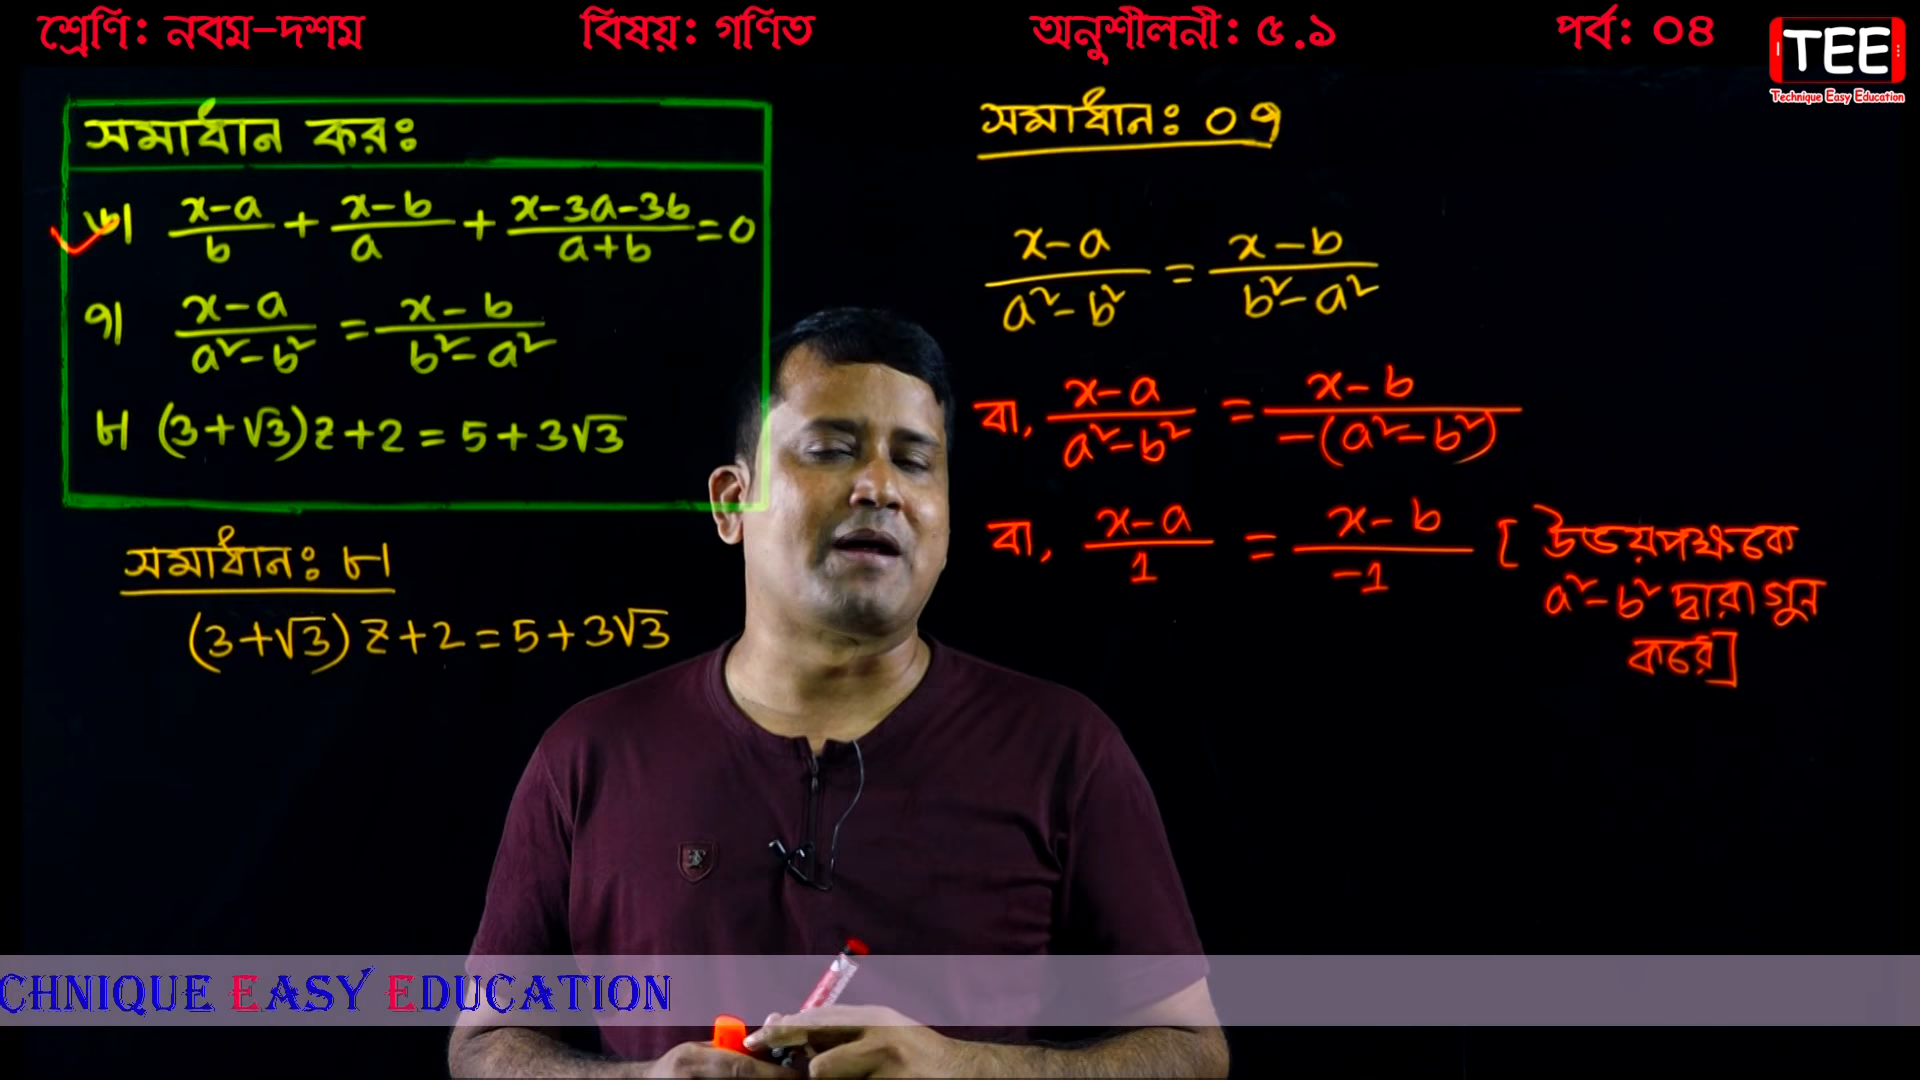 শ্রেণি: নবম-দশম বিষয়: গণিত অনুশীলনী: ৫.১ পর্ব: ০৪
TEE
Technique Easy Education
সমাধান কর:
৬। (x-a)/b + (x-b)/a + (x-3a-3b)/(a+b) = 0
৭। (x-a)/(a²-b²) = (x-b)/(b²-a²)
৮। (3+√3)z+2=5+3√3
সমাধান: ৮।
(3+√3)z+2=5+3√3
সমাধান: ০৭
(x-a)/(a²-b²) = (x-b)/(b²-a²)
বা, (x-a)/(a²-b²) = (x-b)/(-(a²-b²))
বা, (x-a)/1 = (x-b)/(-1) [উভয়পক্ষকে
a²-b² দ্বারা গুন
করে]
CHNIQUE EASY EDUCATION